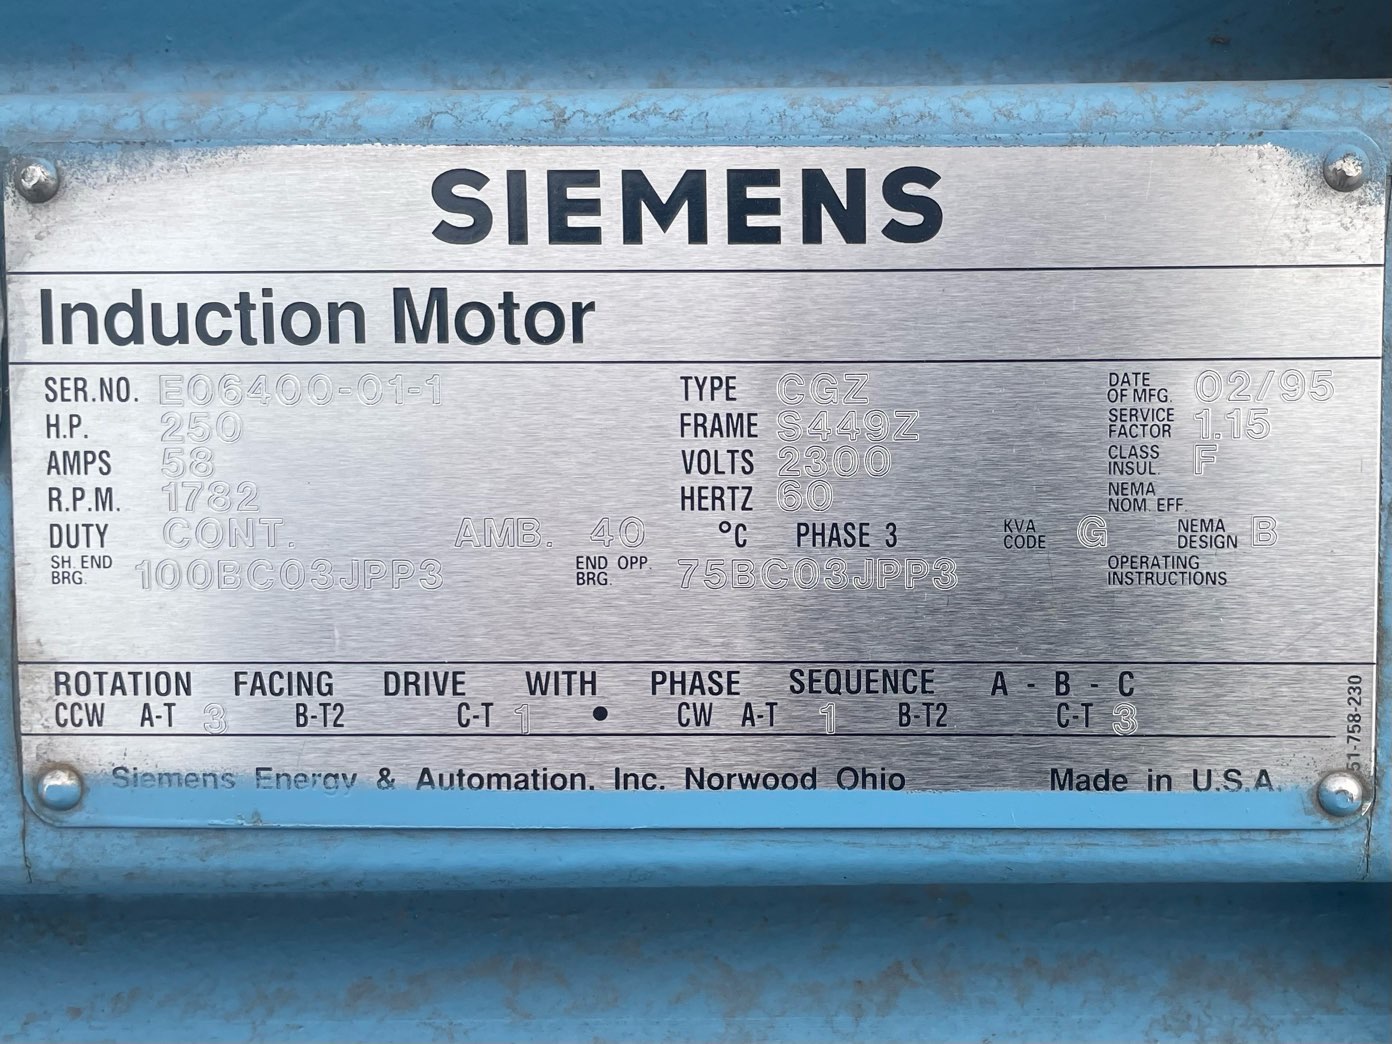 SIEMENS
Induction Motor
SER.NO. E06400-01-1 TYPE CGZ DATE OF MFG. 02/95
H.P. 250 FRAME S449Z SERVICE FACTOR 1.15
AMPS 58 VOLTS 2300 CLASS INSUL. F
R.P.M. 1782 HERTZ 60 NEMA NOM. EFF.
DUTY CONT. AMB. 40 °C PHASE 3 KVA CODE G NEMA DESIGN B
SH. END BRG. 100BC03JPP3 END OPP. BRG. 75BC03JPP3 OPERATING INSTRUCTIONS
ROTATION FACING DRIVE WITH PHASE SEQUENCE A - B - C
CCW A-T 3 B-T2 C-T 1 • CW A-T 1 B-T2 C-T 3
51-758-230
Siemens Energy & Automation, Inc. Norwood Ohio Made in U.S.A.